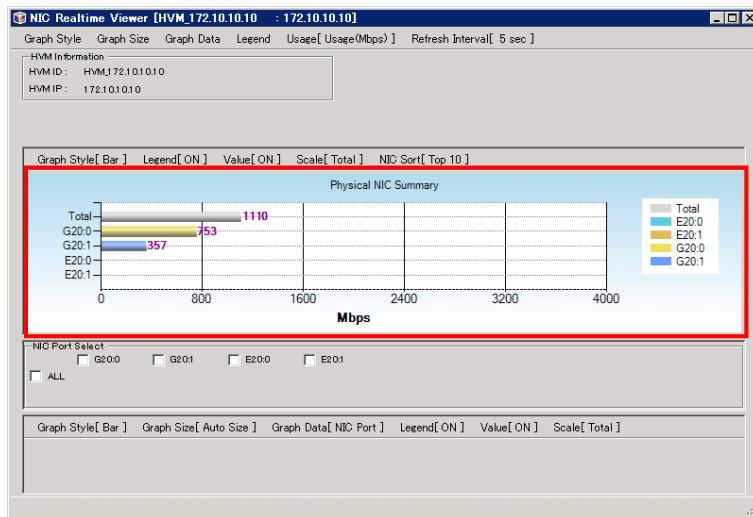 NIC Realtime Viewer [HVM_172.10.10.10 : 172.10.10.10]
Graph Style Graph Size Graph Data Legend Usage[ Usage(Mbps) ] Refresh Interval[ 5 sec ]
HVM Information
HVM ID : HVM_172.10.10.10
HVM IP : 172.10.10.10
Graph Style[ Bar ] Legend[ ON ] Value[ ON ] Scale[ Total ] NIC Sort[ Top 10 ]
Physical NIC Summary
Total 1110
G20:0 753
G20:1 357
E20:0
E20:1
0 800 1600 2400 3200 4000
Mbps
Total
E20:0
E20:1
G20:0
G20:1
NIC Port Select
G20:0 G20:1 E20:0 E20:1
ALL
Graph Style[ Bar ] Graph Size[ Auto Size ] Graph Data[ NIC Port ] Legend[ ON ] Value[ ON ] Scale[ Total ]